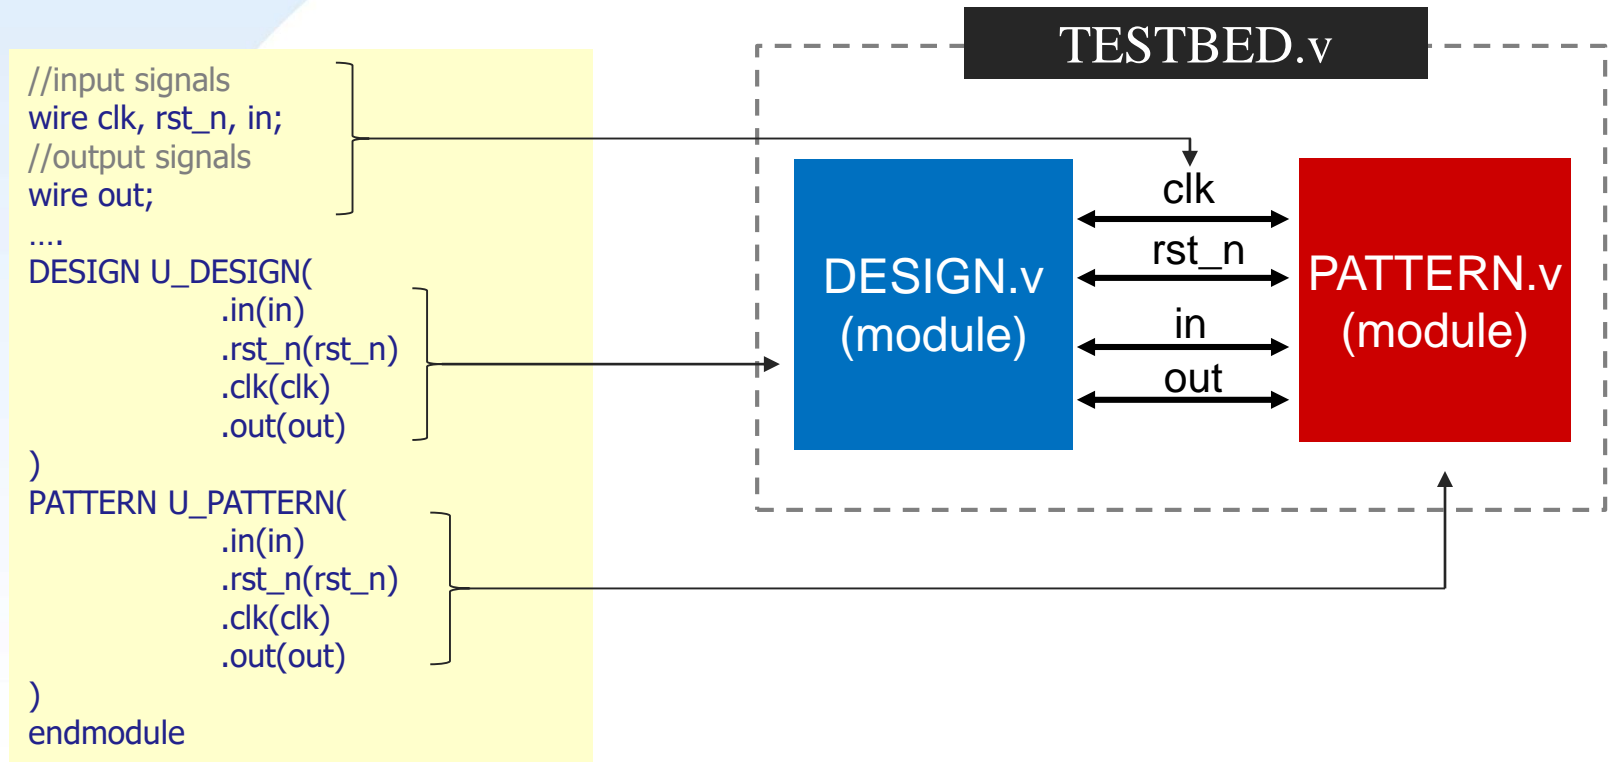 //input signals
wire clk, rst_n, in;
//output signals
wire out;
....
DESIGN U_DESIGN(
.in(in)
.rst_n(rst_n)
.clk(clk)
.out(out)
)
PATTERN U_PATTERN(
.in(in)
.rst_n(rst_n)
.clk(clk)
.out(out)
)
endmodule
TESTBED.v
DESIGN.v
(module)
clk
rst_n
in
out
PATTERN.v
(module)